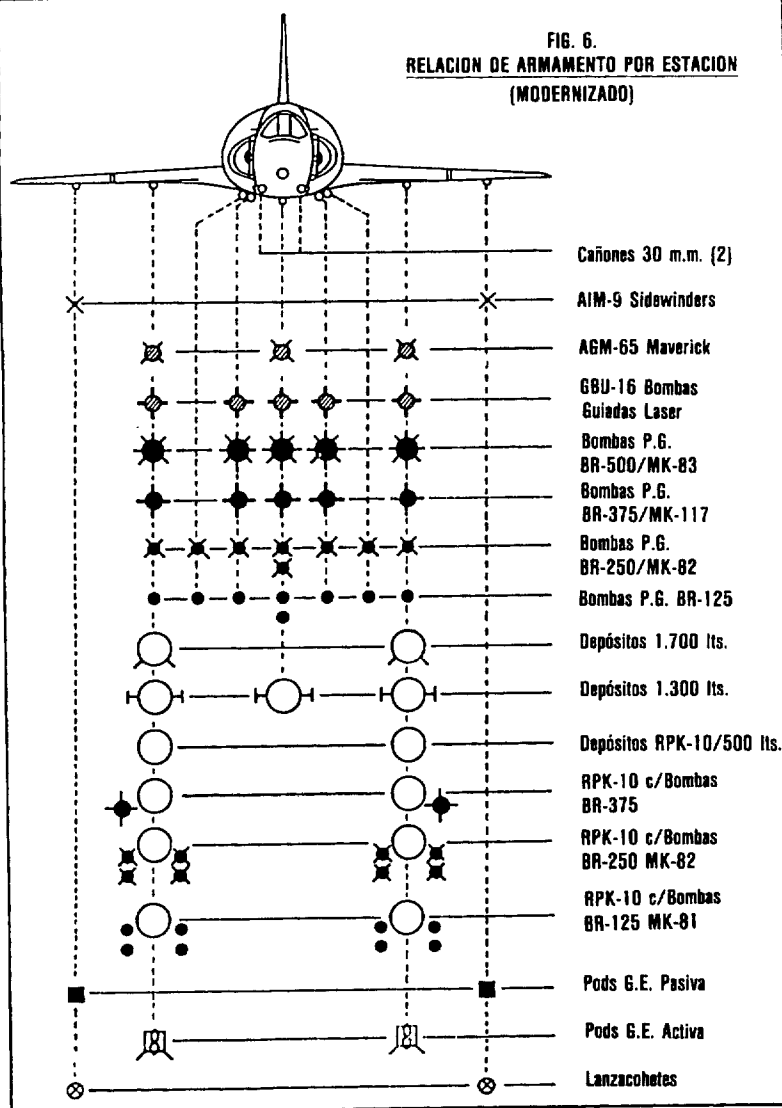 FIG. 6.
RELACION DE ARMAMENTO POR ESTACION
(MODERNIZADO)
Cañones 30 m.m. (2)
AIM-9 Sidewinders
AGM-65 Maverick
GBU-16 Bombas
Guiadas Laser
Bombas P.G.
BR-500/MK-83
Bombas P.G.
BR-375/MK-117
Bombas P.G.
BR-250/MK-82
Bombas P.G. BR-125
Depósitos 1.700 lts.
Depósitos 1.300 lts.
Depósitos RPK-10/500 lts.
RPK-10 c/Bombas
BR-375
RPK-10 c/Bombas
BR-250 MK-82
RPK-10 c/Bombas
BR-125 MK-81
Pods G.E. Pasiva
Pods G.E. Activa
Lanzacohetes